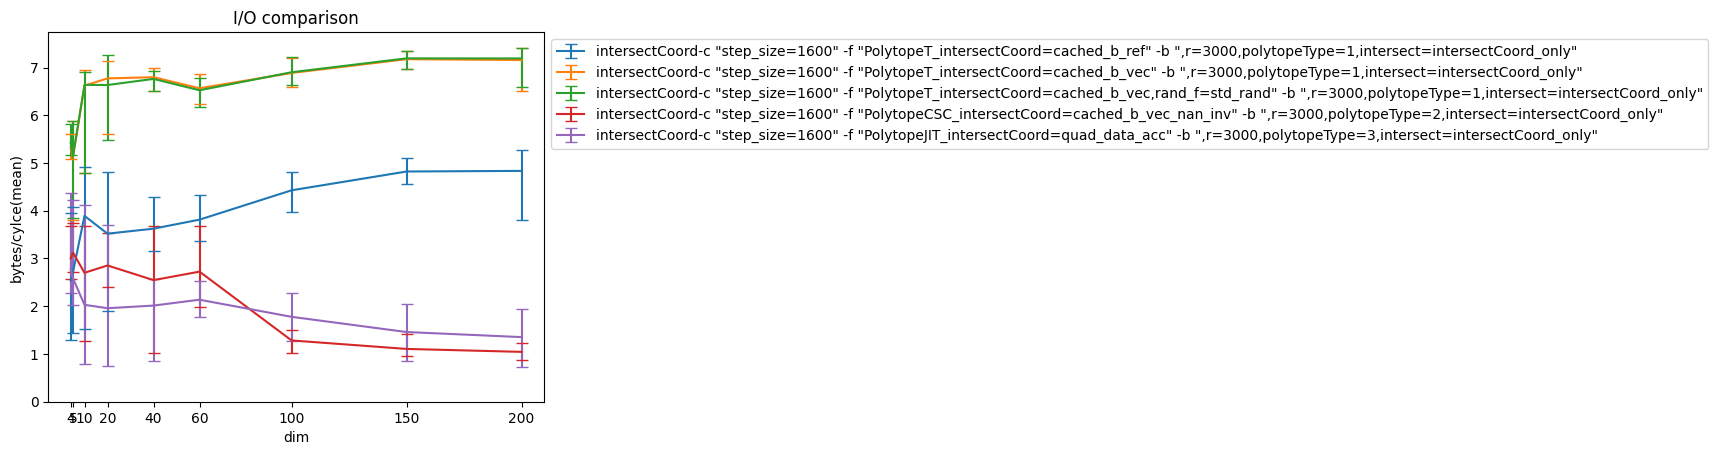 I/O comparison
bytes/cylce(mean)
7
6
5
4
3
2
1
0
4 5 10 20 40 60 100 150 200
dim
intersectCoord-c "step_size=1600" -f "PolytopeT_intersectCoord=cached_b_ref" -b ",r=3000,polytopeType=1,intersect=intersectCoord_only"
intersectCoord-c "step_size=1600" -f "PolytopeT_intersectCoord=cached_b_vec" -b ",r=3000,polytopeType=1,intersect=intersectCoord_only"
intersectCoord-c "step_size=1600" -f "PolytopeT_intersectCoord=cached_b_vec,rand_f=std_rand" -b ",r=3000,polytopeType=1,intersect=intersectCoord_only"
intersectCoord-c "step_size=1600" -f "PolytopeCSC_intersectCoord=cached_b_vec_nan_inv" -b ",r=3000,polytopeType=2,intersect=intersectCoord_only"
intersectCoord-c "step_size=1600" -f "PolytopeJIT_intersectCoord=quad_data_acc" -b ",r=3000,polytopeType=3,intersect=intersectCoord_only"